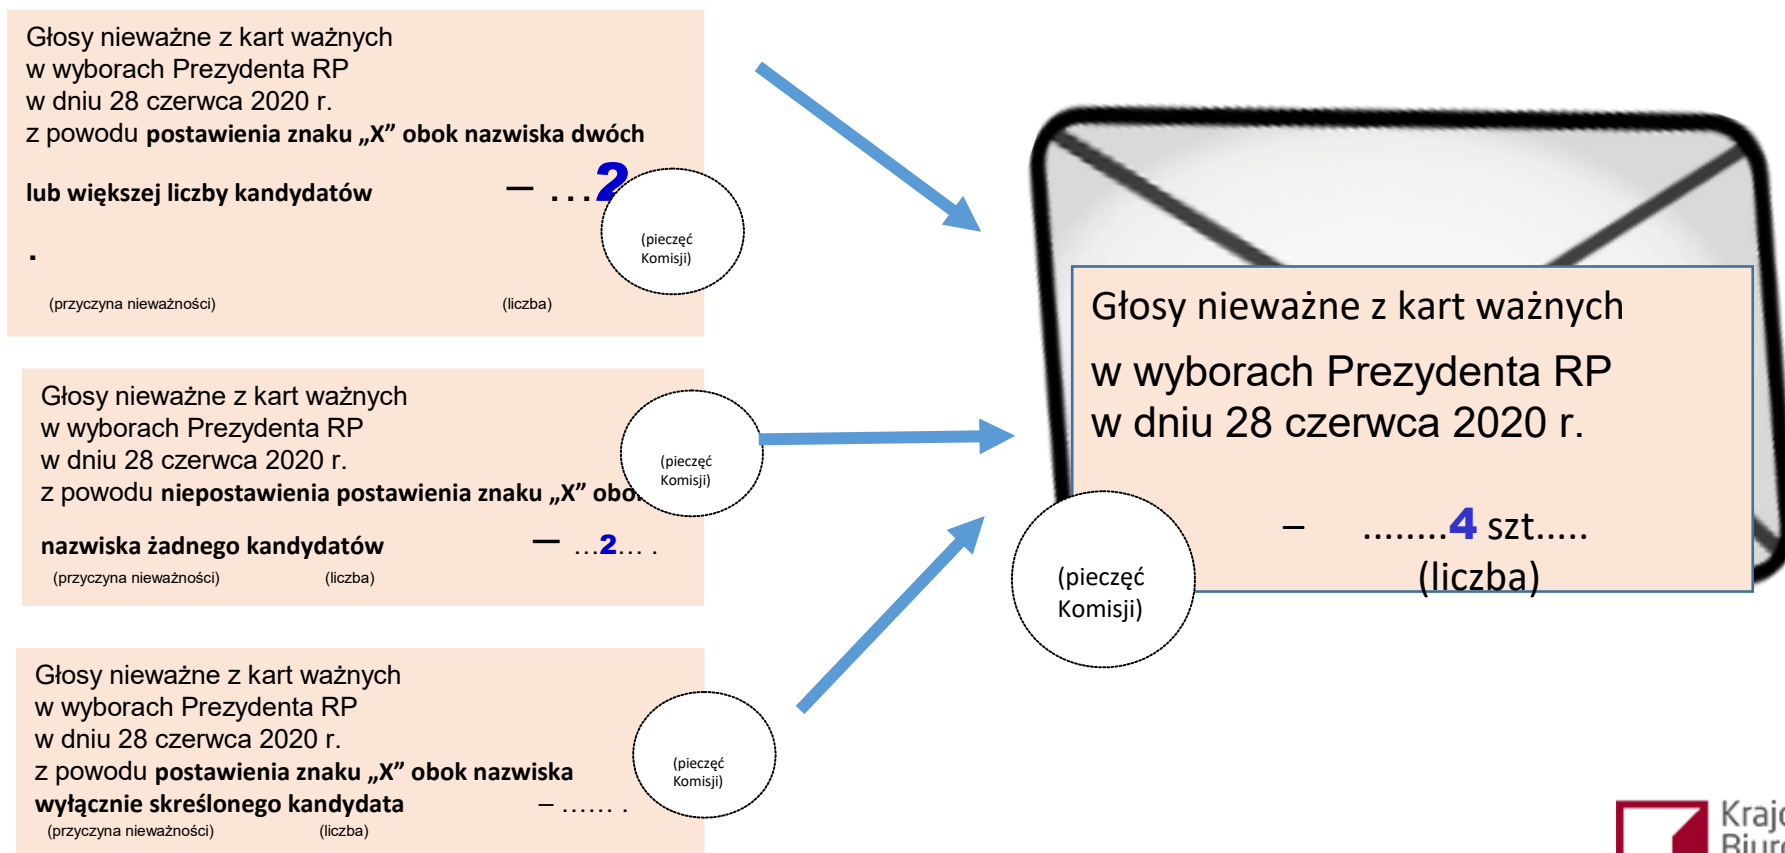 Głosy nieważne z kart ważnych
w wyborach Prezydenta RP
w dniu 28 czerwca 2020 r.
z powodu postawienia znaku „X” obok nazwiska dwóch
lub większej liczby kandydatów – ...2
.
(pieczęć
Komisji)
(przyczyna nieważności) (liczba)
Głosy nieważne z kart ważnych
w wyborach Prezydenta RP
w dniu 28 czerwca 2020 r.
z powodu niepostawienia postawienia znaku „X”
nazwiska żadnego kandydatów – ...2... .
(pieczęć
Komisji)
(przyczyna nieważności) (liczba)
Głosy nieważne z kart ważnych
w wyborach Prezydenta RP
w dniu 28 czerwca 2020 r.
z powodu postawienia znaku „X” obok nazwiska
wyłącznie skreślonego kandydata – ...... .
(pieczęć
Komisji)
(przyczyna nieważności) (liczba)
Głosy nieważne z kart ważnych
w wyborach Prezydenta RP
w dniu 28 czerwca 2020 r.
– ........4 szt.....
(liczba)
(pieczęć
Komisji)